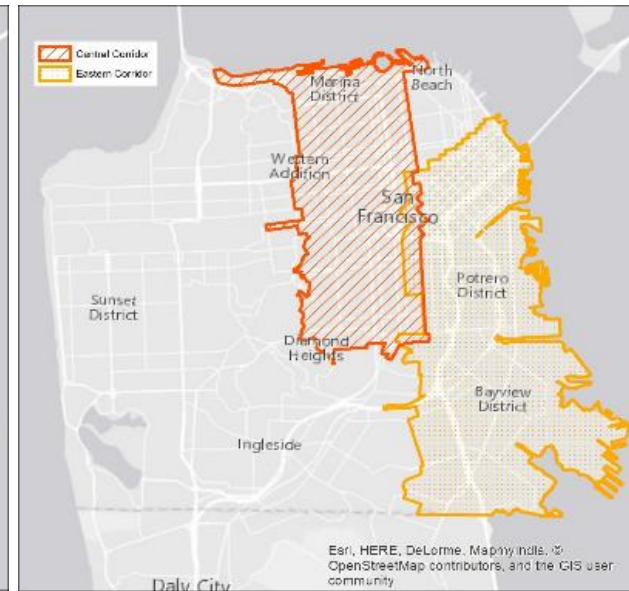 Central Corridor
Eastern Corridor
North
Beach
Marina
District
Western
Addition
San
Francisco
Potrero
District
Sunset
District
Diamond
Heights
Bayview
District
Ingleside
Esri, HERE, DeLorme, MapmyIndia, ©
OpenStreetMap contributors, and the GIS user
community
Daly City